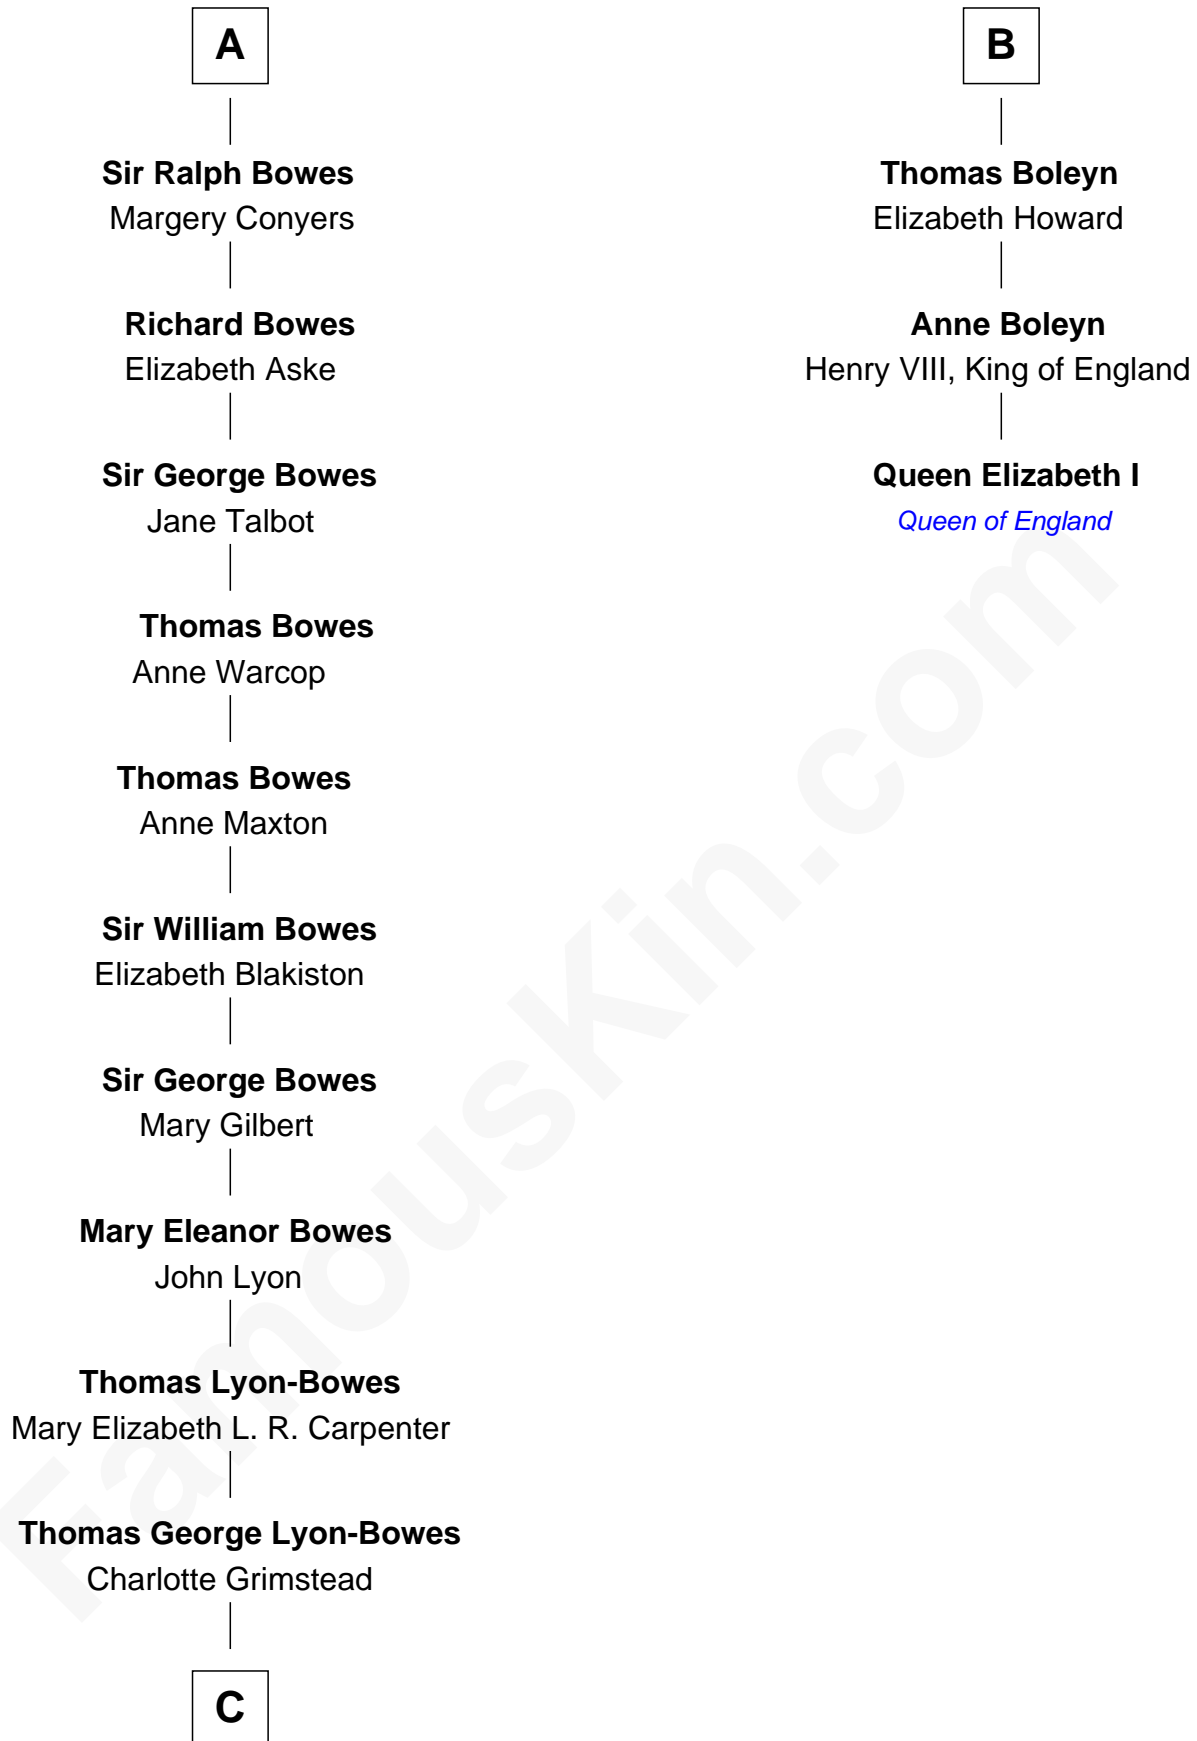 A
Sir Ralph Bowes
Margery Conyers
Richard Bowes
Elizabeth Aske
Sir George Bowes
Jane Talbot
Thomas Bowes
Anne Warcop
Thomas Bowes
Anne Maxton
Sir William Bowes
Elizabeth Blakiston
Sir George Bowes
Mary Gilbert
Mary Eleanor Bowes
John Lyon
Thomas Lyon-Bowes
Mary Elizabeth L. R. Carpenter
Thomas George Lyon-Bowes
Charlotte Grimstead
C
B
Thomas Boleyn
Elizabeth Howard
Anne Boleyn
Henry VIII, King of England
Queen Elizabeth I
Queen of England
FamousKin.com